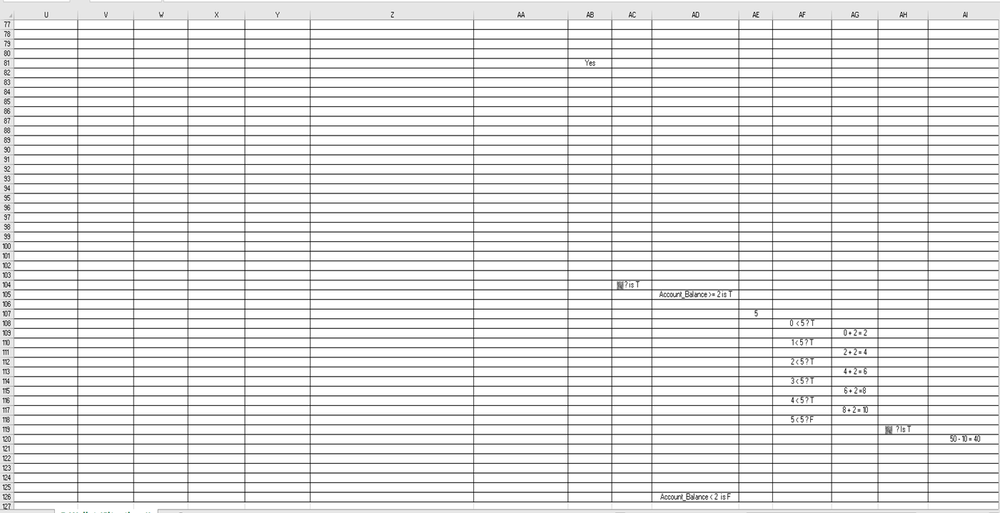 U V W X Y Z AA AB AC AD AE AF AG AH AI
77
78
79
80
81 Yes
82
83
84
85
86
87
88
89
90
91
92
93
94
95
96
97
98
99
100
101
102
103
104 ? is T
105 Account_Balance >= 2 is T
106
107 5
108 0 < 5 ? T
109 0 + 2 = 2
110 1 < 5 ? T
111 2 + 2 = 4
112 2 < 5 ? T
113 4 + 2 = 6
114 3 < 5 ? T
115 6 + 2 =8
116 4 < 5 ? T
117 8 + 2 = 10
118 5 < 5 ? F
119 ? Is T
120 50 - 10 = 40
121
122
123
124
125
126 Account_Balance < 2 is F
127